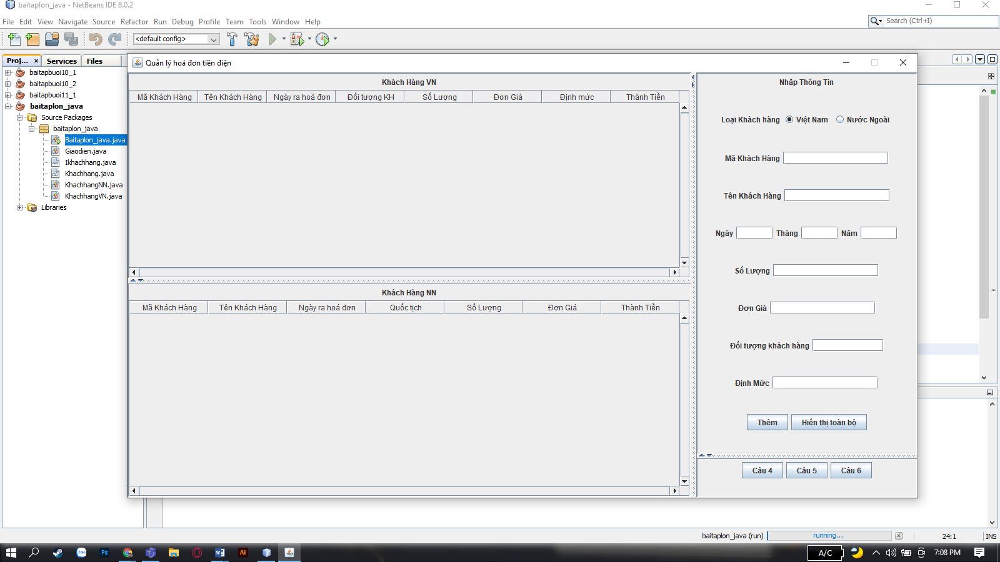 baitaplon_java - NetBeans IDE 8.0.2
File Edit View Navigate Source Refactor Run Debug Profile Team Tools Window Help
Search (Ctrl+I)
<default config>
Proj... × Services Files
baitapbuoi10_1
baitapbuoi10_2
baitapbuoi11_1
baitaplon_java
Source Packages
baitaplon_java
Baitaplon_java.java
Giaodien.java
Ikhachhang.java
Khachhang.java
KhachhangNN.java
KhachhangVN.java
Libraries
Quản lý hoá đơn tiền điện
Khách Hàng VN
Mã Khách Hàng Tên Khách Hàng Ngày ra hoá đơn Đối tượng KH Số Lượng Đơn Giá Định mức Thành Tiền
Khách Hàng NN
Mã Khách Hàng Tên Khách Hàng Ngày ra hoá đơn Quốc tịch Số Lượng Đơn Giá Thành Tiền
Nhập Thông Tin
Loại Khách hàng Việt Nam Nước Ngoài
Mã Khách Hàng
Tên Khách Hàng
Ngày Tháng Năm
Số Lượng
Đơn Giá
Đối tượng khách hàng
Định Mức
Thêm Hiển thị toàn bộ
Câu 4 Câu 5 Câu 6
baitaplon_java (run) running... 24:1 INS
Zalo Ps Ai A/C 7:08 PM